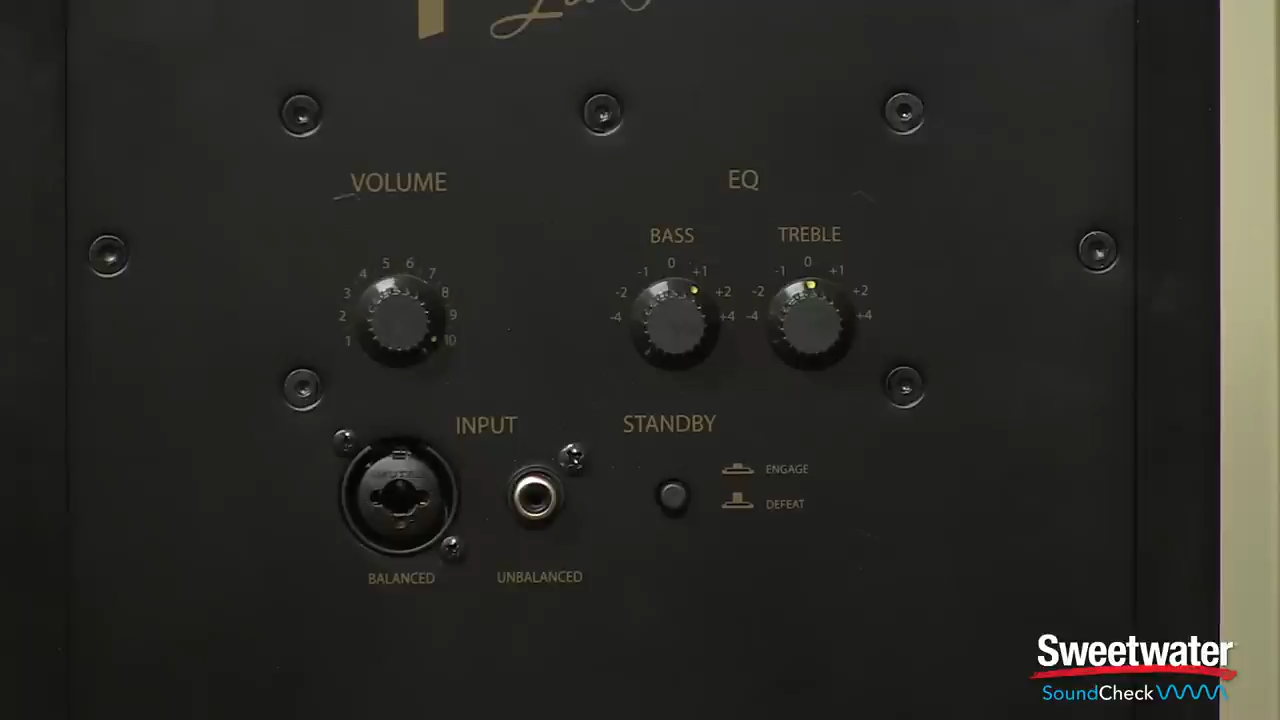 VOLUME
EQ
BASS
TREBLE
1 2 3 4 5 6 7 8 9 10
-4 -2 -1 0 +1 +2 +4
-4 -2 -1 0 +1 +2 +4
INPUT
STANDBY
ENGAGE
DEFEAT
BALANCED
UNBALANCED
Sweetwater
SoundCheck